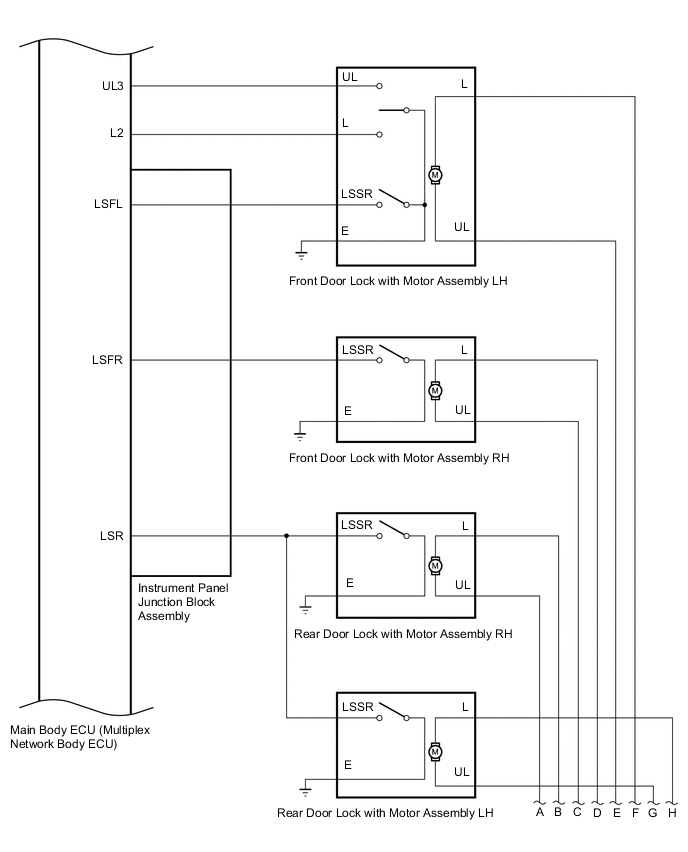 UL3
UL
L
L2
L
M
LSFL
LSSR
UL
E
Front Door Lock with Motor Assembly LH
LSFR
LSSR
L
M
E
UL
Front Door Lock with Motor Assembly RH
LSR
LSSR
L
M
Instrument Panel
Junction Block
Assembly
E
UL
Rear Door Lock with Motor Assembly RH
Main Body ECU (Multiplex
Network Body ECU)
LSSR
L
M
E
UL
Rear Door Lock with Motor Assembly LH
A B C D E F G H